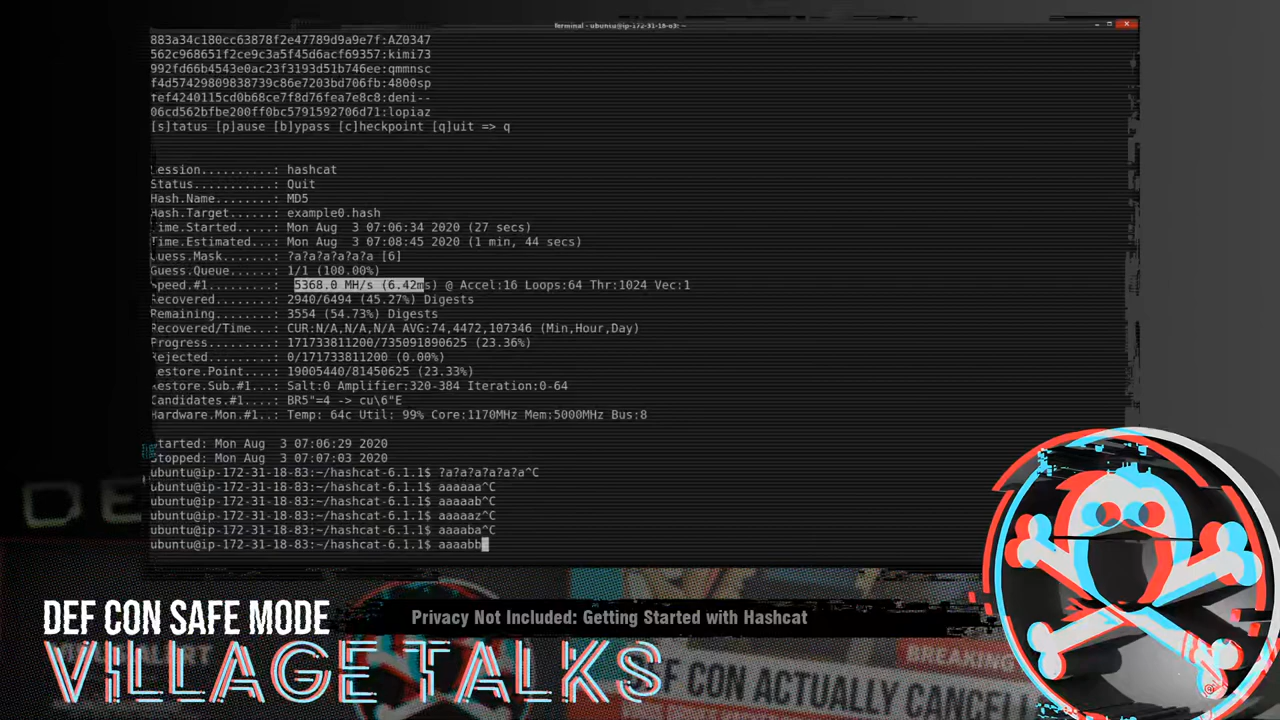 Terminal - ubuntu@ip-172-31-18-83: ~
883a34c180cc63878f2e47789d9a9e7f:AZ0347
562c968651f2ce9c3a5f45d6acf69357:kimi73
992fd66b4543e0ac23f3193d51b746ee:qmmnsc
f4d57429809838739c86e7203bd706fb:4800sp
fef4240115cd0b68ce7f8d76fea7e8c8:deni--
06cd562bfbe200ff0bc5791592706d71:lopiaz
[s]tatus [p]ause [b]ypass [c]heckpoint [q]uit => q
Session..........: hashcat
Status...........: Quit
Hash.Name........: MD5
Hash.Target......: example0.hash
Time.Started.....: Mon Aug  3 07:06:34 2020 (27 secs)
Time.Estimated...: Mon Aug  3 07:08:45 2020 (1 min, 44 secs)
Guess.Mask.......: ?a?a?a?a?a?a [6]
Guess.Queue......: 1/1 (100.00%)
Speed.#1.........:  5368.0 MH/s (6.42ms) @ Accel:16 Loops:64 Thr:1024 Vec:1
Recovered........: 2940/6494 (45.27%) Digests
Remaining........: 3554 (54.73%) Digests
Recovered/Time...: CUR:N/A,N/A,N/A AVG:74,4472,107346 (Min,Hour,Day)
Progress.........: 171733811200/735091890625 (23.36%)
Rejected.........: 0/171733811200 (0.00%)
Restore.Point....: 19005440/81450625 (23.33%)
Restore.Sub.#1...: Salt:0 Amplifier:320-384 Iteration:0-64
Candidates.#1....: BR5"=4 -> cu\6"E
Hardware.Mon.#1..: Temp: 64c Util: 99% Core:1170MHz Mem:5000MHz Bus:8
Started: Mon Aug  3 07:06:29 2020
Stopped: Mon Aug  3 07:07:03 2020
ubuntu@ip-172-31-18-83:~/hashcat-6.1.1$ ?a?a?a?a?a?a^C
ubuntu@ip-172-31-18-83:~/hashcat-6.1.1$ aaaaaa^C
ubuntu@ip-172-31-18-83:~/hashcat-6.1.1$ aaaaab^C
ubuntu@ip-172-31-18-83:~/hashcat-6.1.1$ aaaaaz^C
ubuntu@ip-172-31-18-83:~/hashcat-6.1.1$ aaaaba^C
ubuntu@ip-172-31-18-83:~/hashcat-6.1.1$ aaaabb
DEF CON SAFE MODE
Privacy Not Included: Getting Started with Hashcat
VILLAGE TALKS
BREAKING
DEF CON ACTUALLY CANCELL